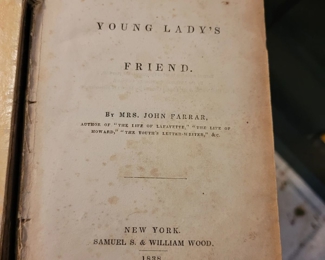 YOUNG LADY'S
FRIEND.
By MRS. JOHN FARRAR,
AUTHOR OF "THE LIFE OF LAFAYETTE," "THE LIFE OF
HOWARD," "THE YOUTH'S LETTER-WRITER," &c.
NEW YORK.
SAMUEL S. & WILLIAM WOOD.
1838